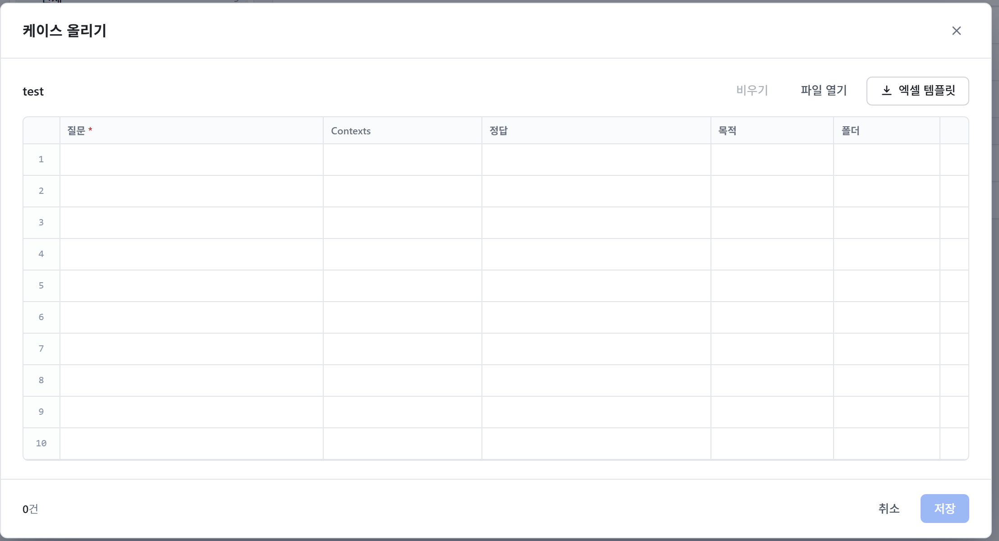 케이스 올리기
test
비우기
파일 열기
엑셀 템플릿
질문 *
Contexts
정답
목적
폴더
1
2
3
4
5
6
7
8
9
10
0건
취소
저장